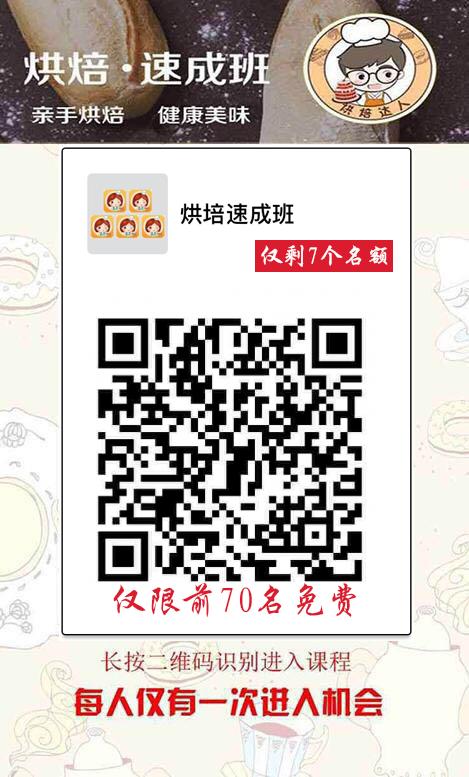 烘焙·速成班
亲手烘焙 健康美味
烘焙达人
烘培速成班
仅剩7个名额
仅限前70名免费
长按二维码识别进入课程
每人仅有一次进入机会